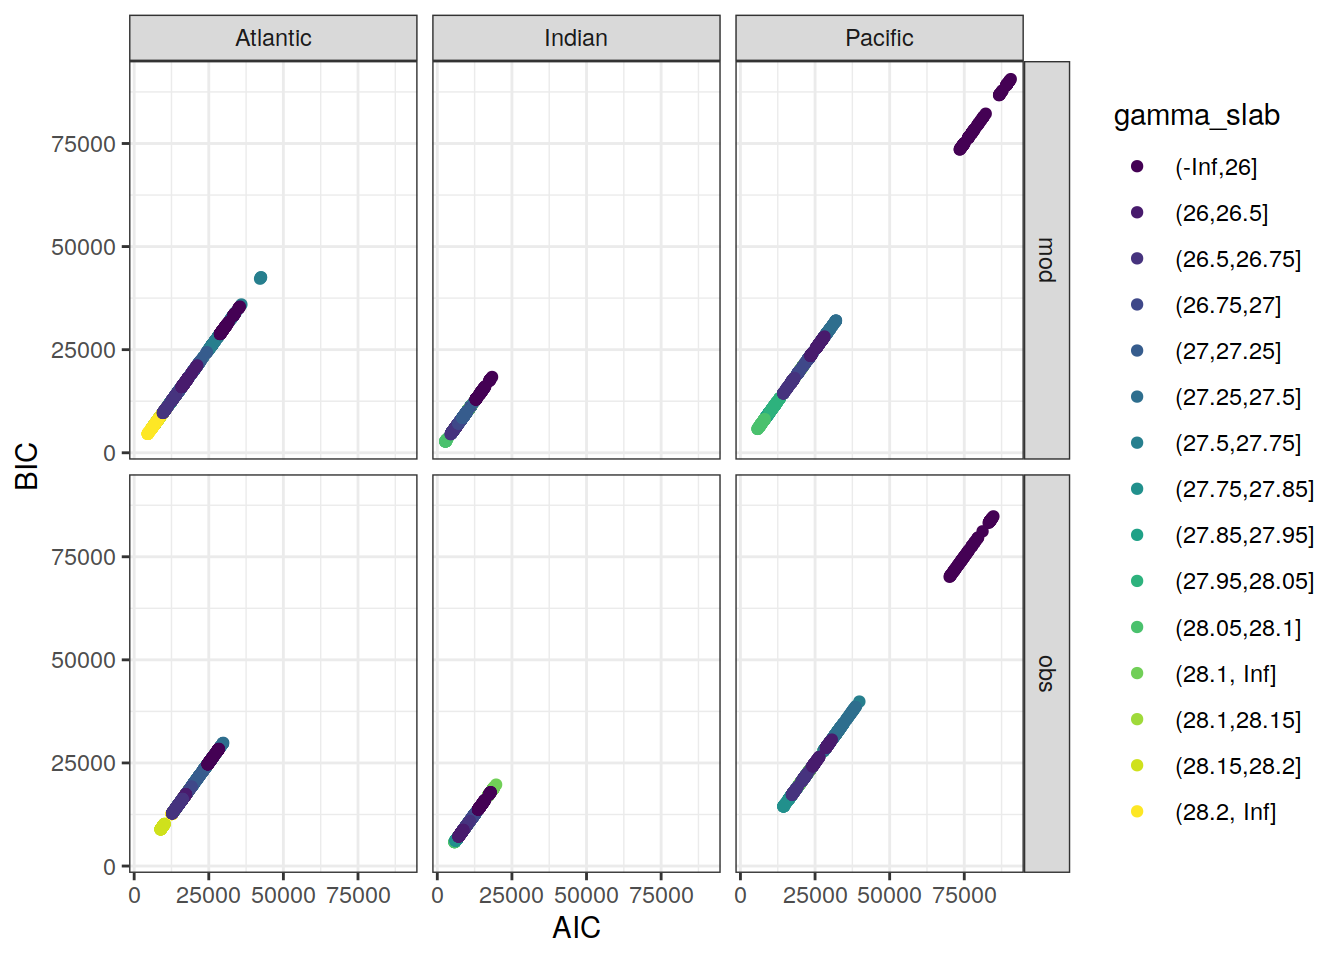 Atlantic Indian Pacific
mod
obs
75000
50000
25000
0
75000
50000
25000
0
BIC
0 25000 50000 75000 0 25000 50000 75000 0 25000 50000 75000
AIC
gamma_slab
(-Inf,26]
(26,26.5]
(26.5,26.75]
(26.75,27]
(27,27.25]
(27.25,27.5]
(27.5,27.75]
(27.75,27.85]
(27.85,27.95]
(27.95,28.05]
(28.05,28.1]
(28.1, Inf]
(28.1,28.15]
(28.15,28.2]
(28.2, Inf]